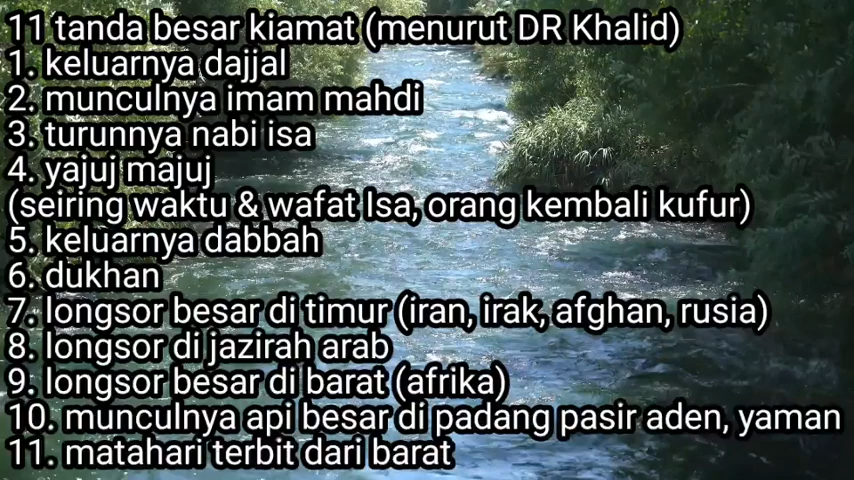 11 tanda besar kiamat (menurut DR Khalid)
1. keluarnya dajjal
2. munculnya imam mahdi
3. turunnya nabi isa
4. yajuj majuj
(seiring waktu & wafat Isa, orang kembali kufur)
5. keluarnya dabbah
6. dukhan
7. longsor besar di timur (iran, irak, afghan, rusia)
8. longsor di jazirah arab
9. longsor besar di barat (afrika)
10. munculnya api besar di padang pasir aden, yaman
11. matahari terbit dari barat